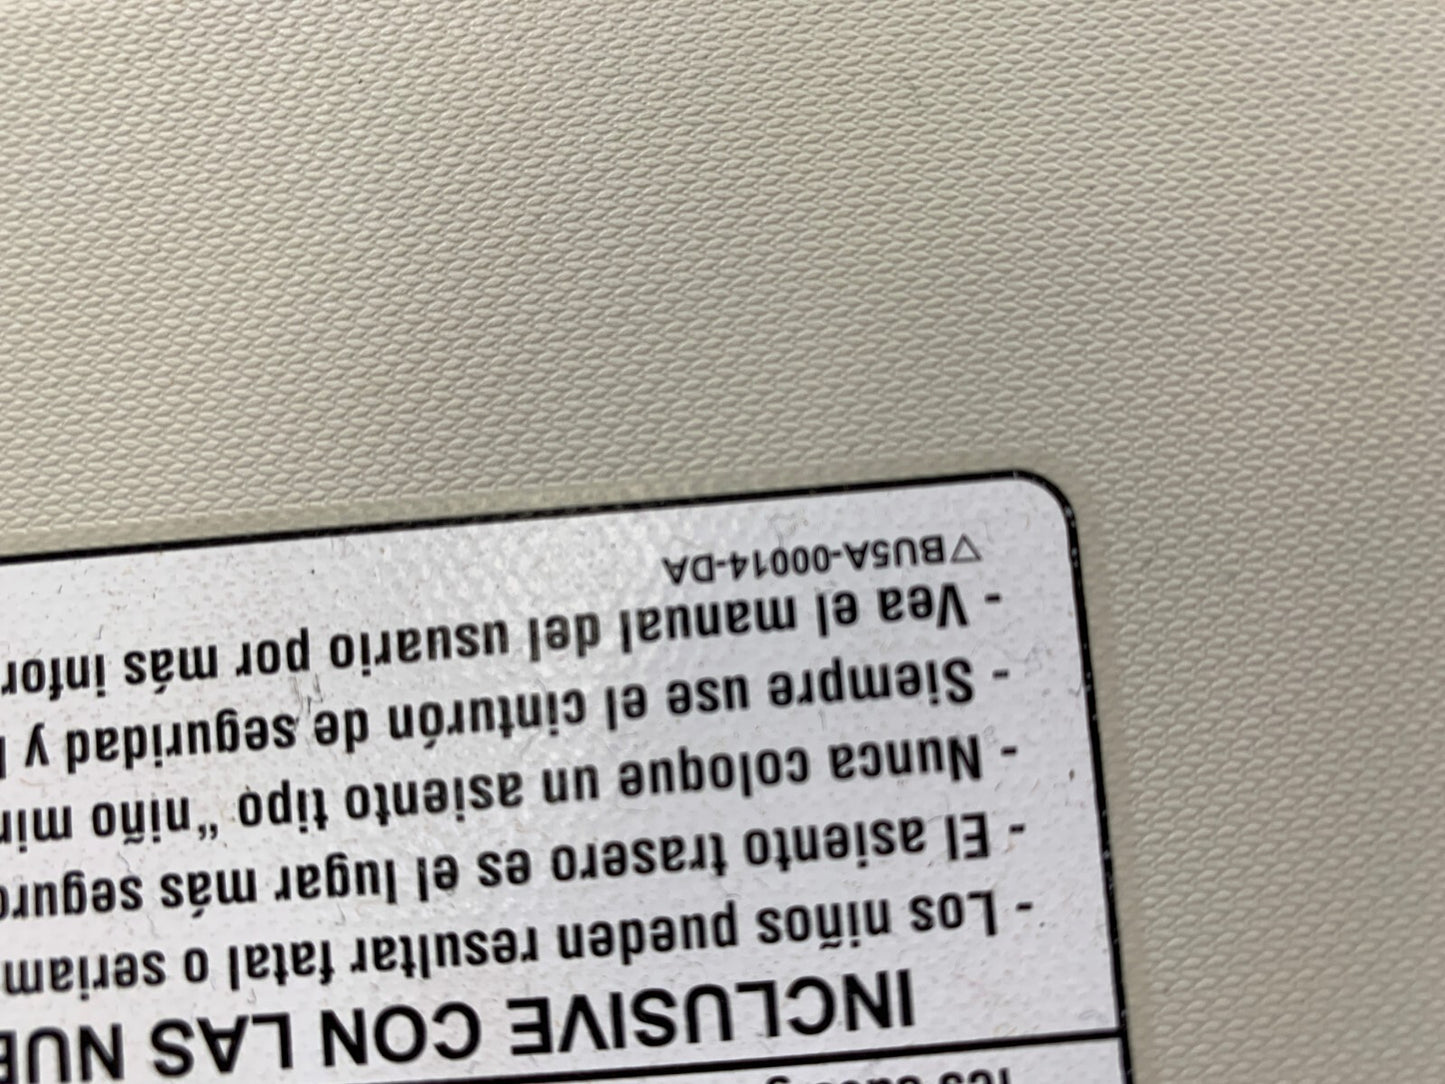 INCLUSIVE CON LAS
- Los niños pueden resultar fatal o
- El asiento trasero es el lugar más
- Nunca coloque un asiento tipo “niño
- Siempre use el cinturón de seguridad y
- Vea el manual del usuario por más
▽BU5A-00014-DA